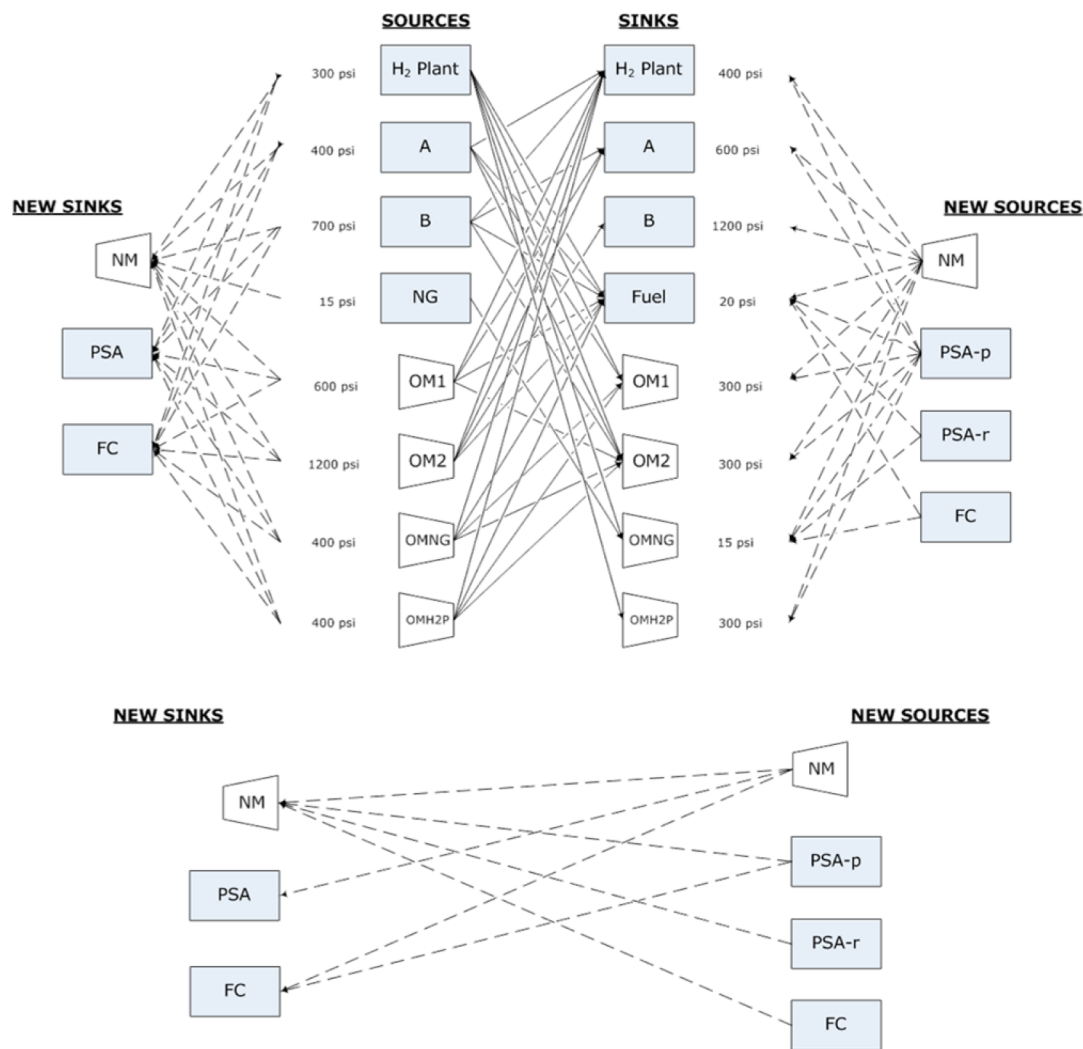 SOURCES SINKS
300 psi H₂ Plant H₂ Plant 400 psi
400 psi A A 600 psi
NEW SINKS NEW SOURCES
700 psi B B 1200 psi
NM NM
15 psi NG Fuel 20 psi
PSA PSA-p
600 psi OM1 OM1 300 psi
FC PSA-r
1200 psi OM2 OM2 300 psi
FC
400 psi OMNG OMNG 15 psi
400 psi OMH2P OMH2P 300 psi
NEW SINKS NEW SOURCES
NM
NM
PSA-p
PSA
PSA-r
FC
FC